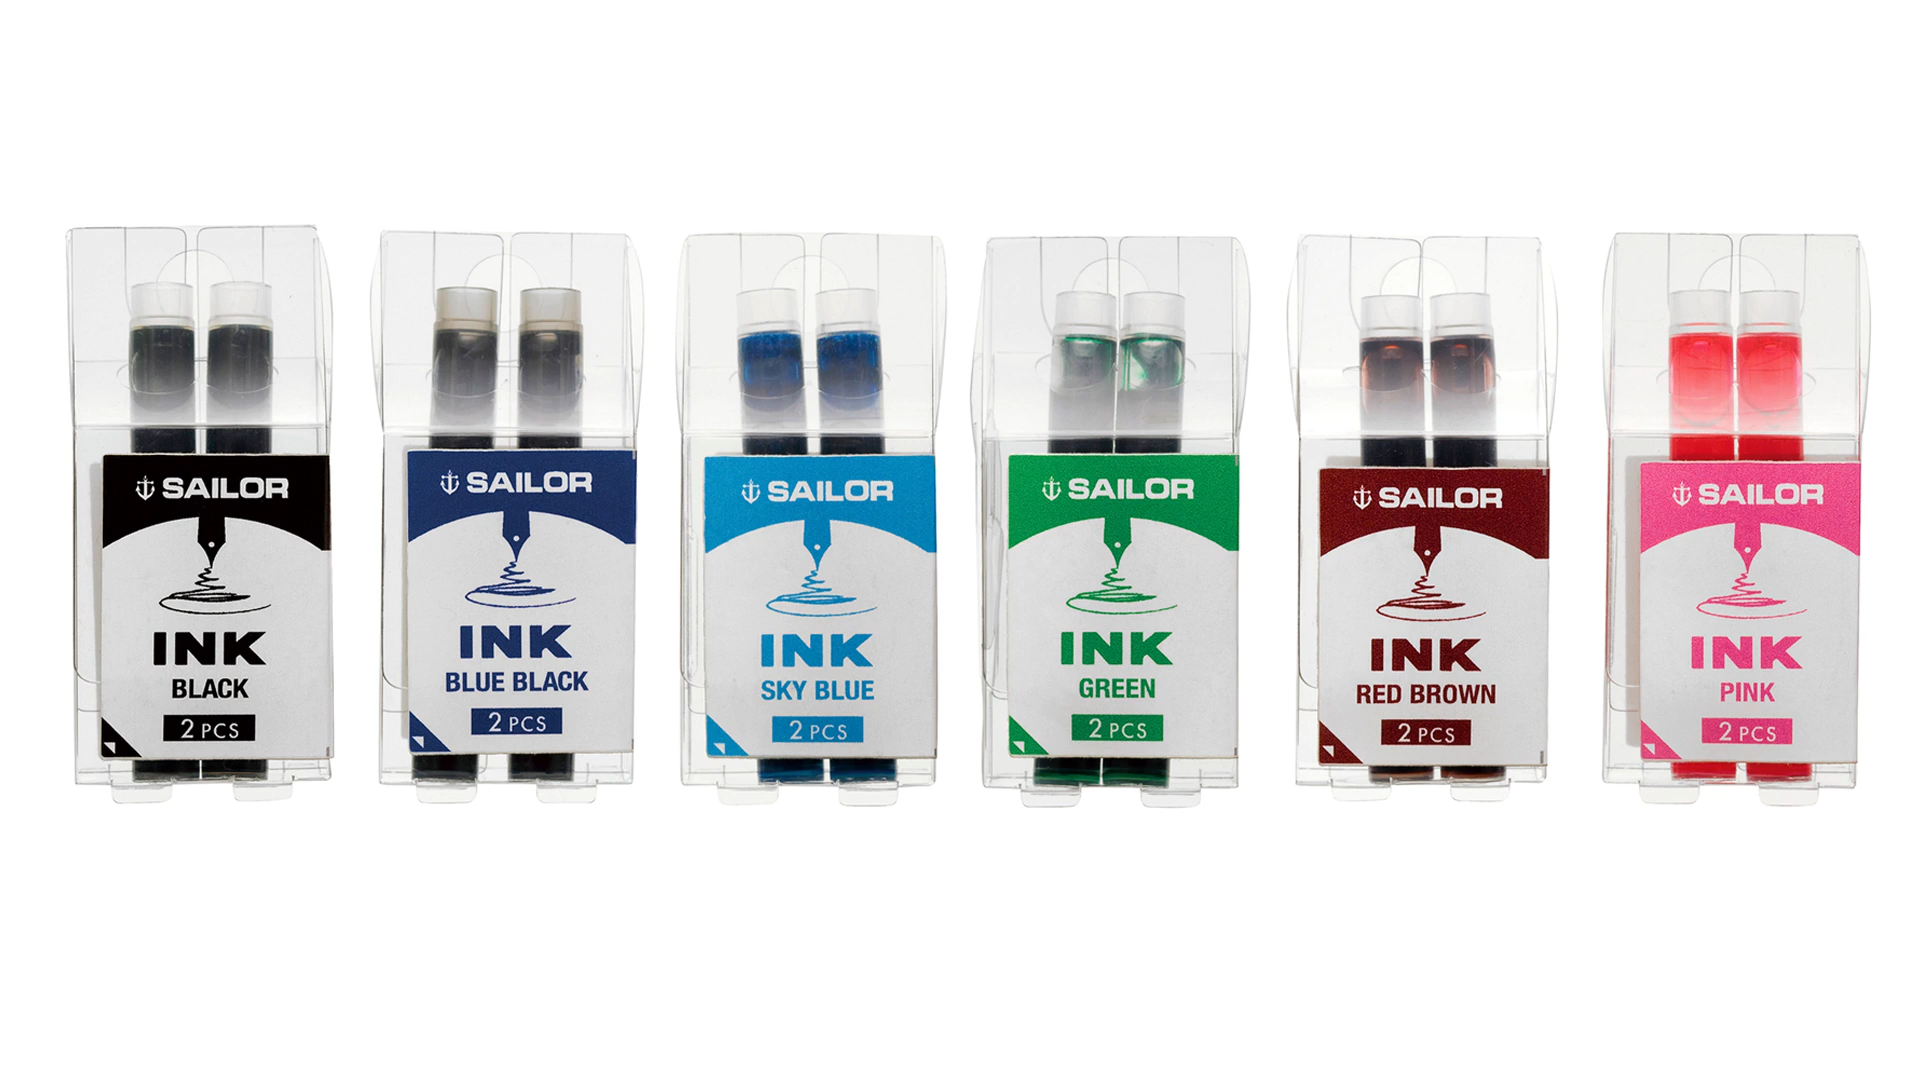 SAILOR
INK
BLACK
2 PCS
SAILOR
INK
BLUE BLACK
2 PCS
SAILOR
INK
SKY BLUE
2 PCS
SAILOR
INK
GREEN
2 PCS
SAILOR
INK
RED BROWN
2 PCS
SAILOR
INK
PINK
2 PCS